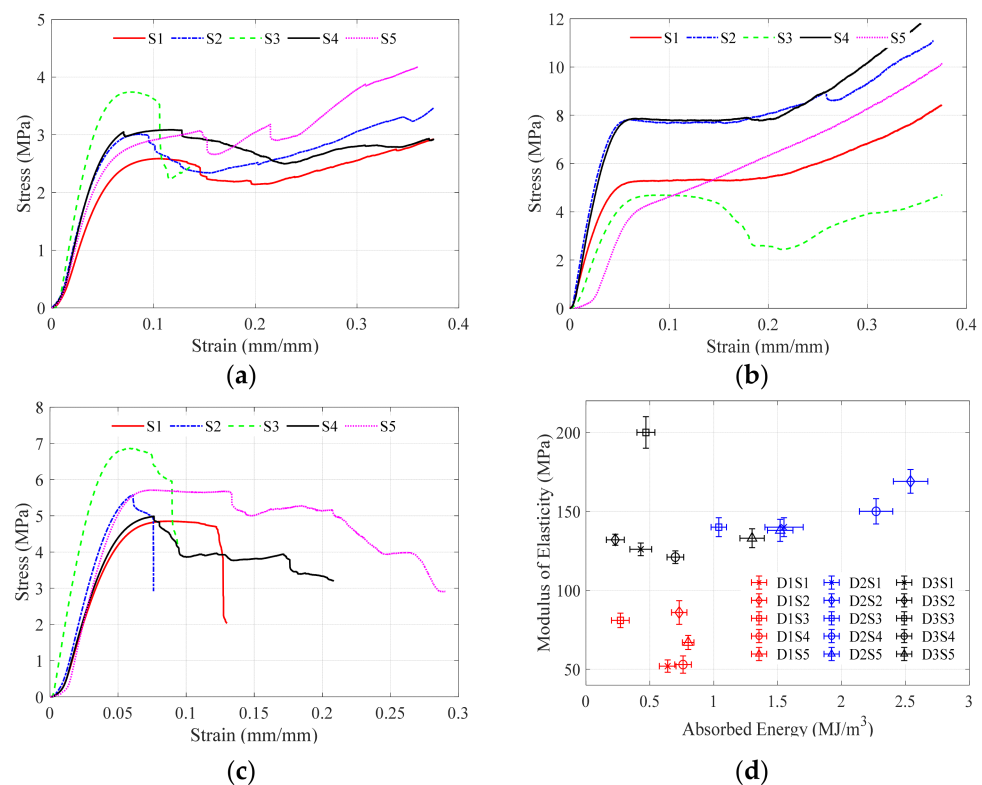 5
4
3
2
1
0
Stress (MPa)
S1 S2 S3 S4 S5
0 0.1 0.2 0.3 0.4
Strain (mm/mm)
(a)
12
10
8
6
4
2
0
Stress (MPa)
S1 S2 S3 S4 S5
0 0.1 0.2 0.3 0.4
Strain (mm/mm)
(b)
8
7
6
5
4
3
2
1
0
Stress (MPa)
S1 S2 S3 S4 S5
0 0.05 0.1 0.15 0.2 0.25 0.3
Strain (mm/mm)
(c)
200
150
100
50
Modulus of Elasticity (MPa)
D1S1 D2S1 D3S1
D1S2 D2S2 D3S2
D1S3 D2S3 D3S3
D1S4 D2S4 D3S4
D1S5 D2S5 D3S5
0 0.5 1 1.5 2 2.5 3
Absorbed Energy (MJ/m³)
(d)